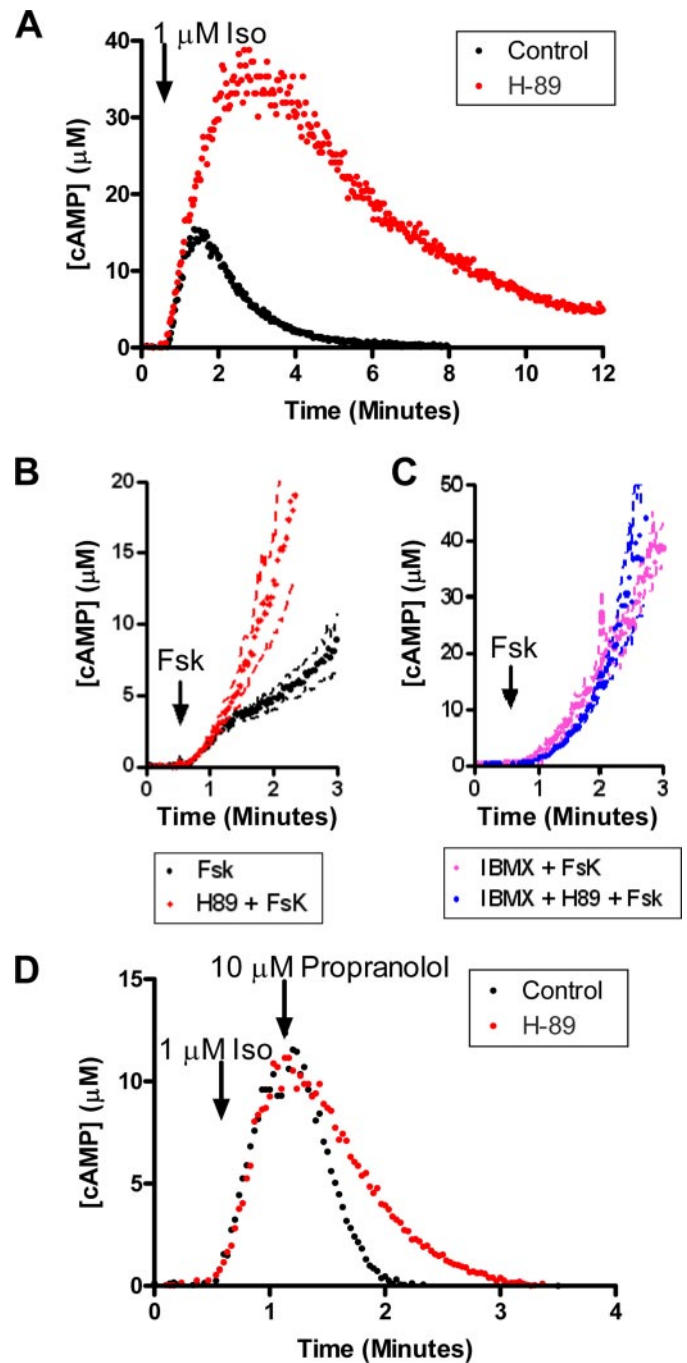 A
1 μM Iso
Control
H-89
[cAMP] (μM)
40
30
20
10
0
0 2 4 6 8 10 12
Time (Minutes)
B
[cAMP] (μM)
20
15
10
5
0
Fsk
0 1 2 3
Time (Minutes)
Fsk
H89 + FsK
C
[cAMP] (μM)
50
40
30
20
10
0
Fsk
0 1 2 3
Time (Minutes)
IBMX + FsK
IBMX + H89 + Fsk
D
10 μM Propranolol
1 μM Iso
Control
H-89
[cAMP] (μM)
15
10
5
0
0 1 2 3 4
Time (Minutes)